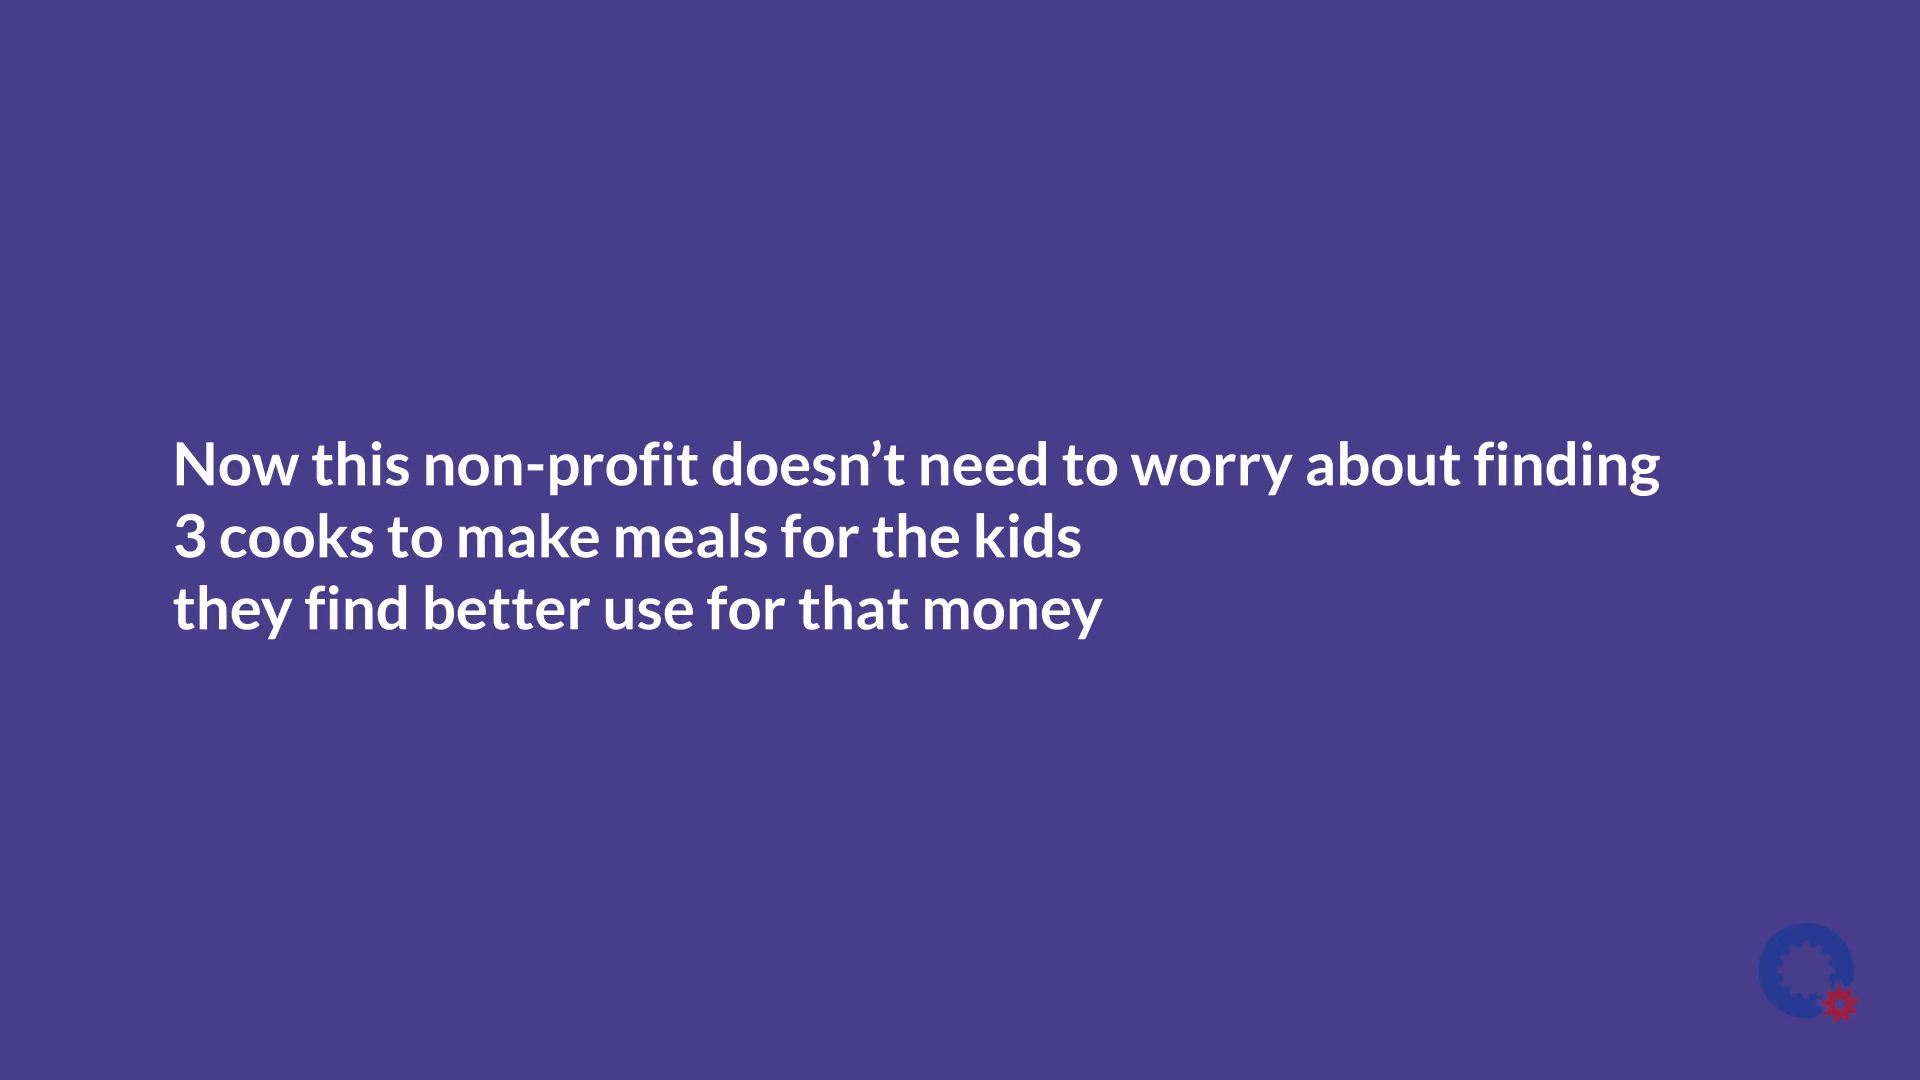 Now this non-profit doesn’t need to worry about finding
3 cooks to make meals for the kids
they find better use for that money